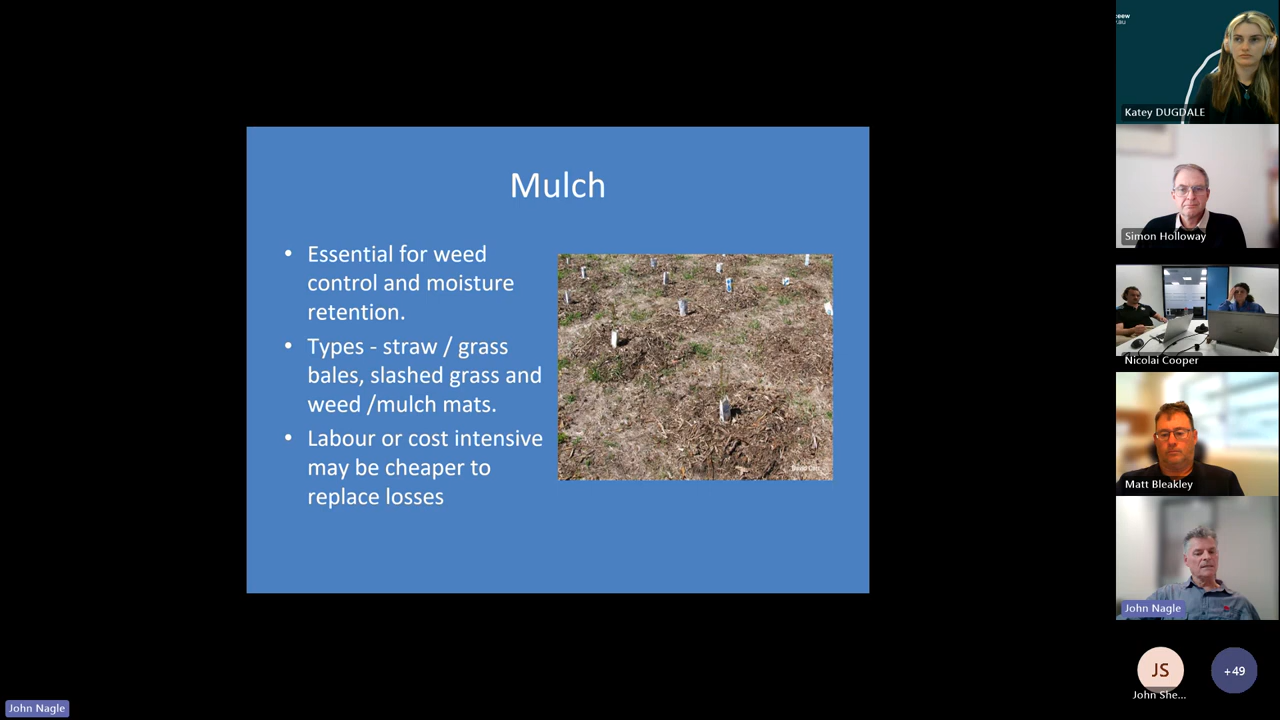 Mulch
• Essential for weed
control and moisture
retention.
• Types - straw / grass
bales, slashed grass and
weed /mulch mats.
• Labour or cost intensive
may be cheaper to
replace losses
Katey DUGDALE
Simon Holloway
Nicolai Cooper
Matt Bleakley
John Nagle
JS
John She...
+49
John Nagle